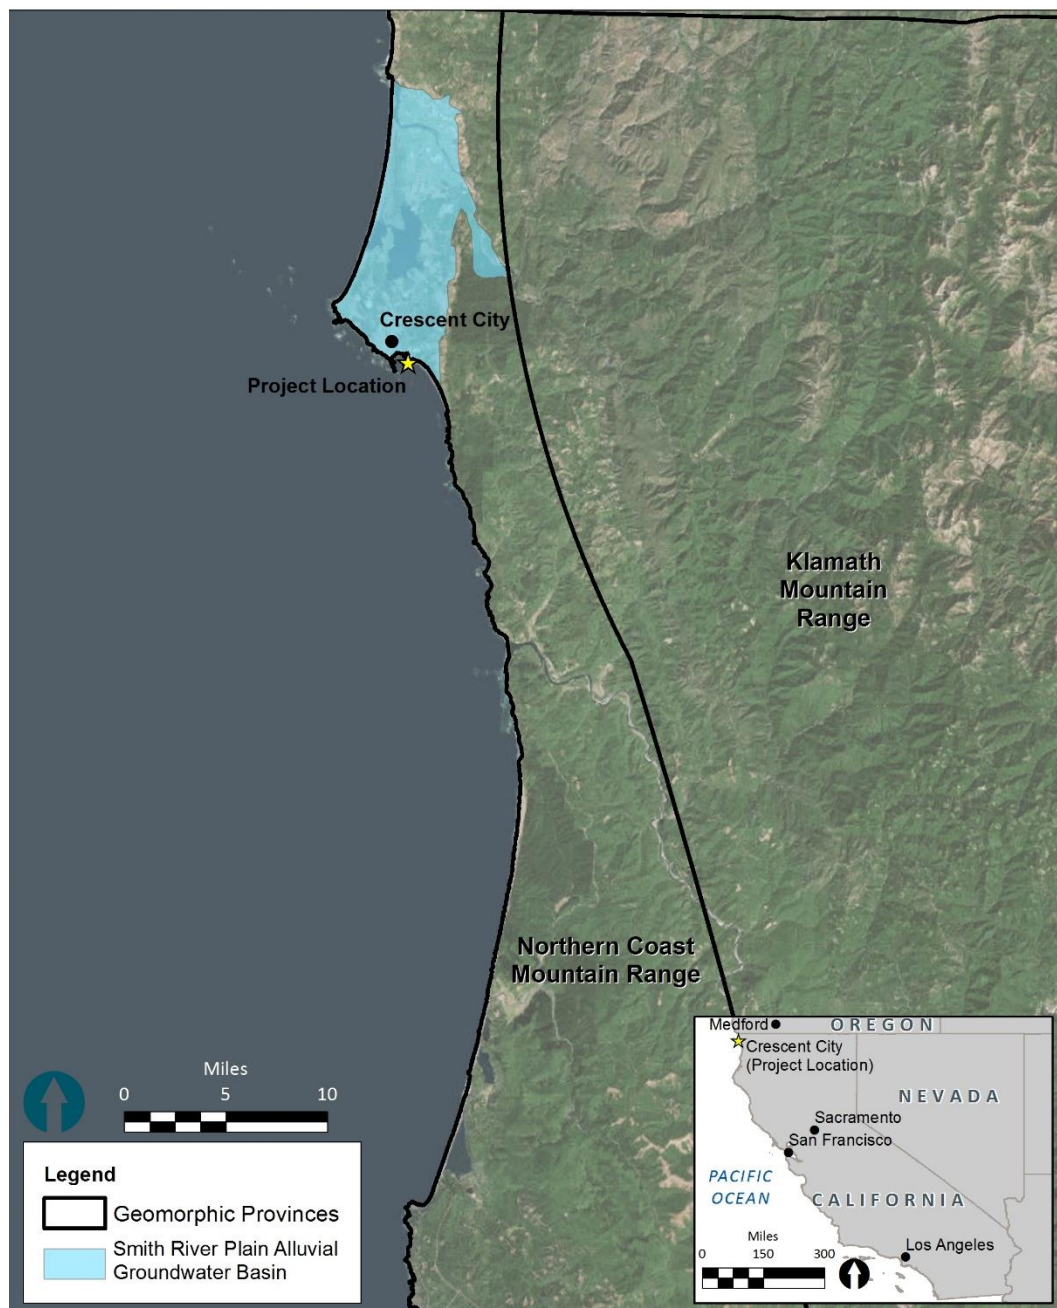 Crescent City
Project Location
Klamath
Mountain
Range
Northern Coast
Mountain Range
Miles
0 5 10
Legend
Geomorphic Provinces
Smith River Plain Alluvial
Groundwater Basin
Medford
OREGON
Crescent City
(Project Location)
NEVADA
Sacramento
San Francisco
PACIFIC
OCEAN
CALIFORNIA
Miles
0 150 300
Los Angeles